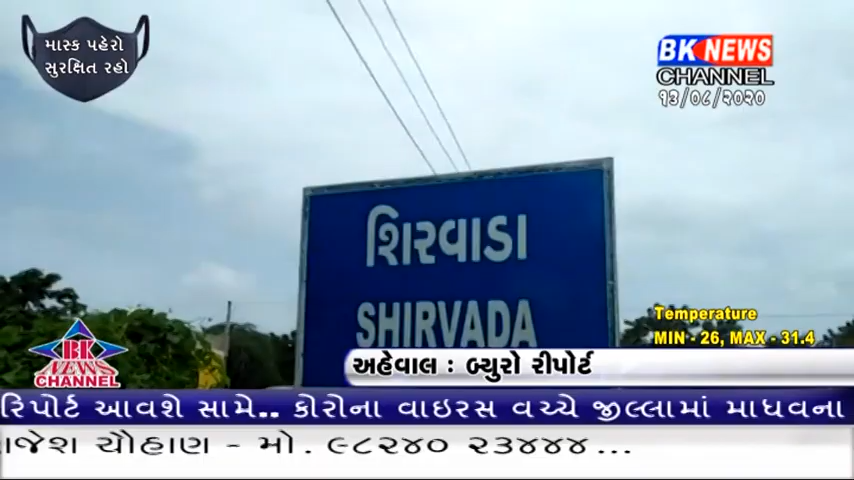 માસ્ક પહેરો
સુરક્ષિત રહો
BK NEWS
CHANNEL
૧૩/૦૮/૨૦૨૦
શિરવાડા
SHIRVADA
Temperature
MIN - 26, MAX - 31.4
અહેવાલ : બ્યુરો રીપોર્ટ
BK
NEWS
CHANNEL
રિપોર્ટ આવશે સામે.. કોરોના વાઇરસ વચ્ચે જીલ્લામાં માધવના
ચૌહાણ - મો. ૯૮૨૪૦ ૨૩૪૪૪...